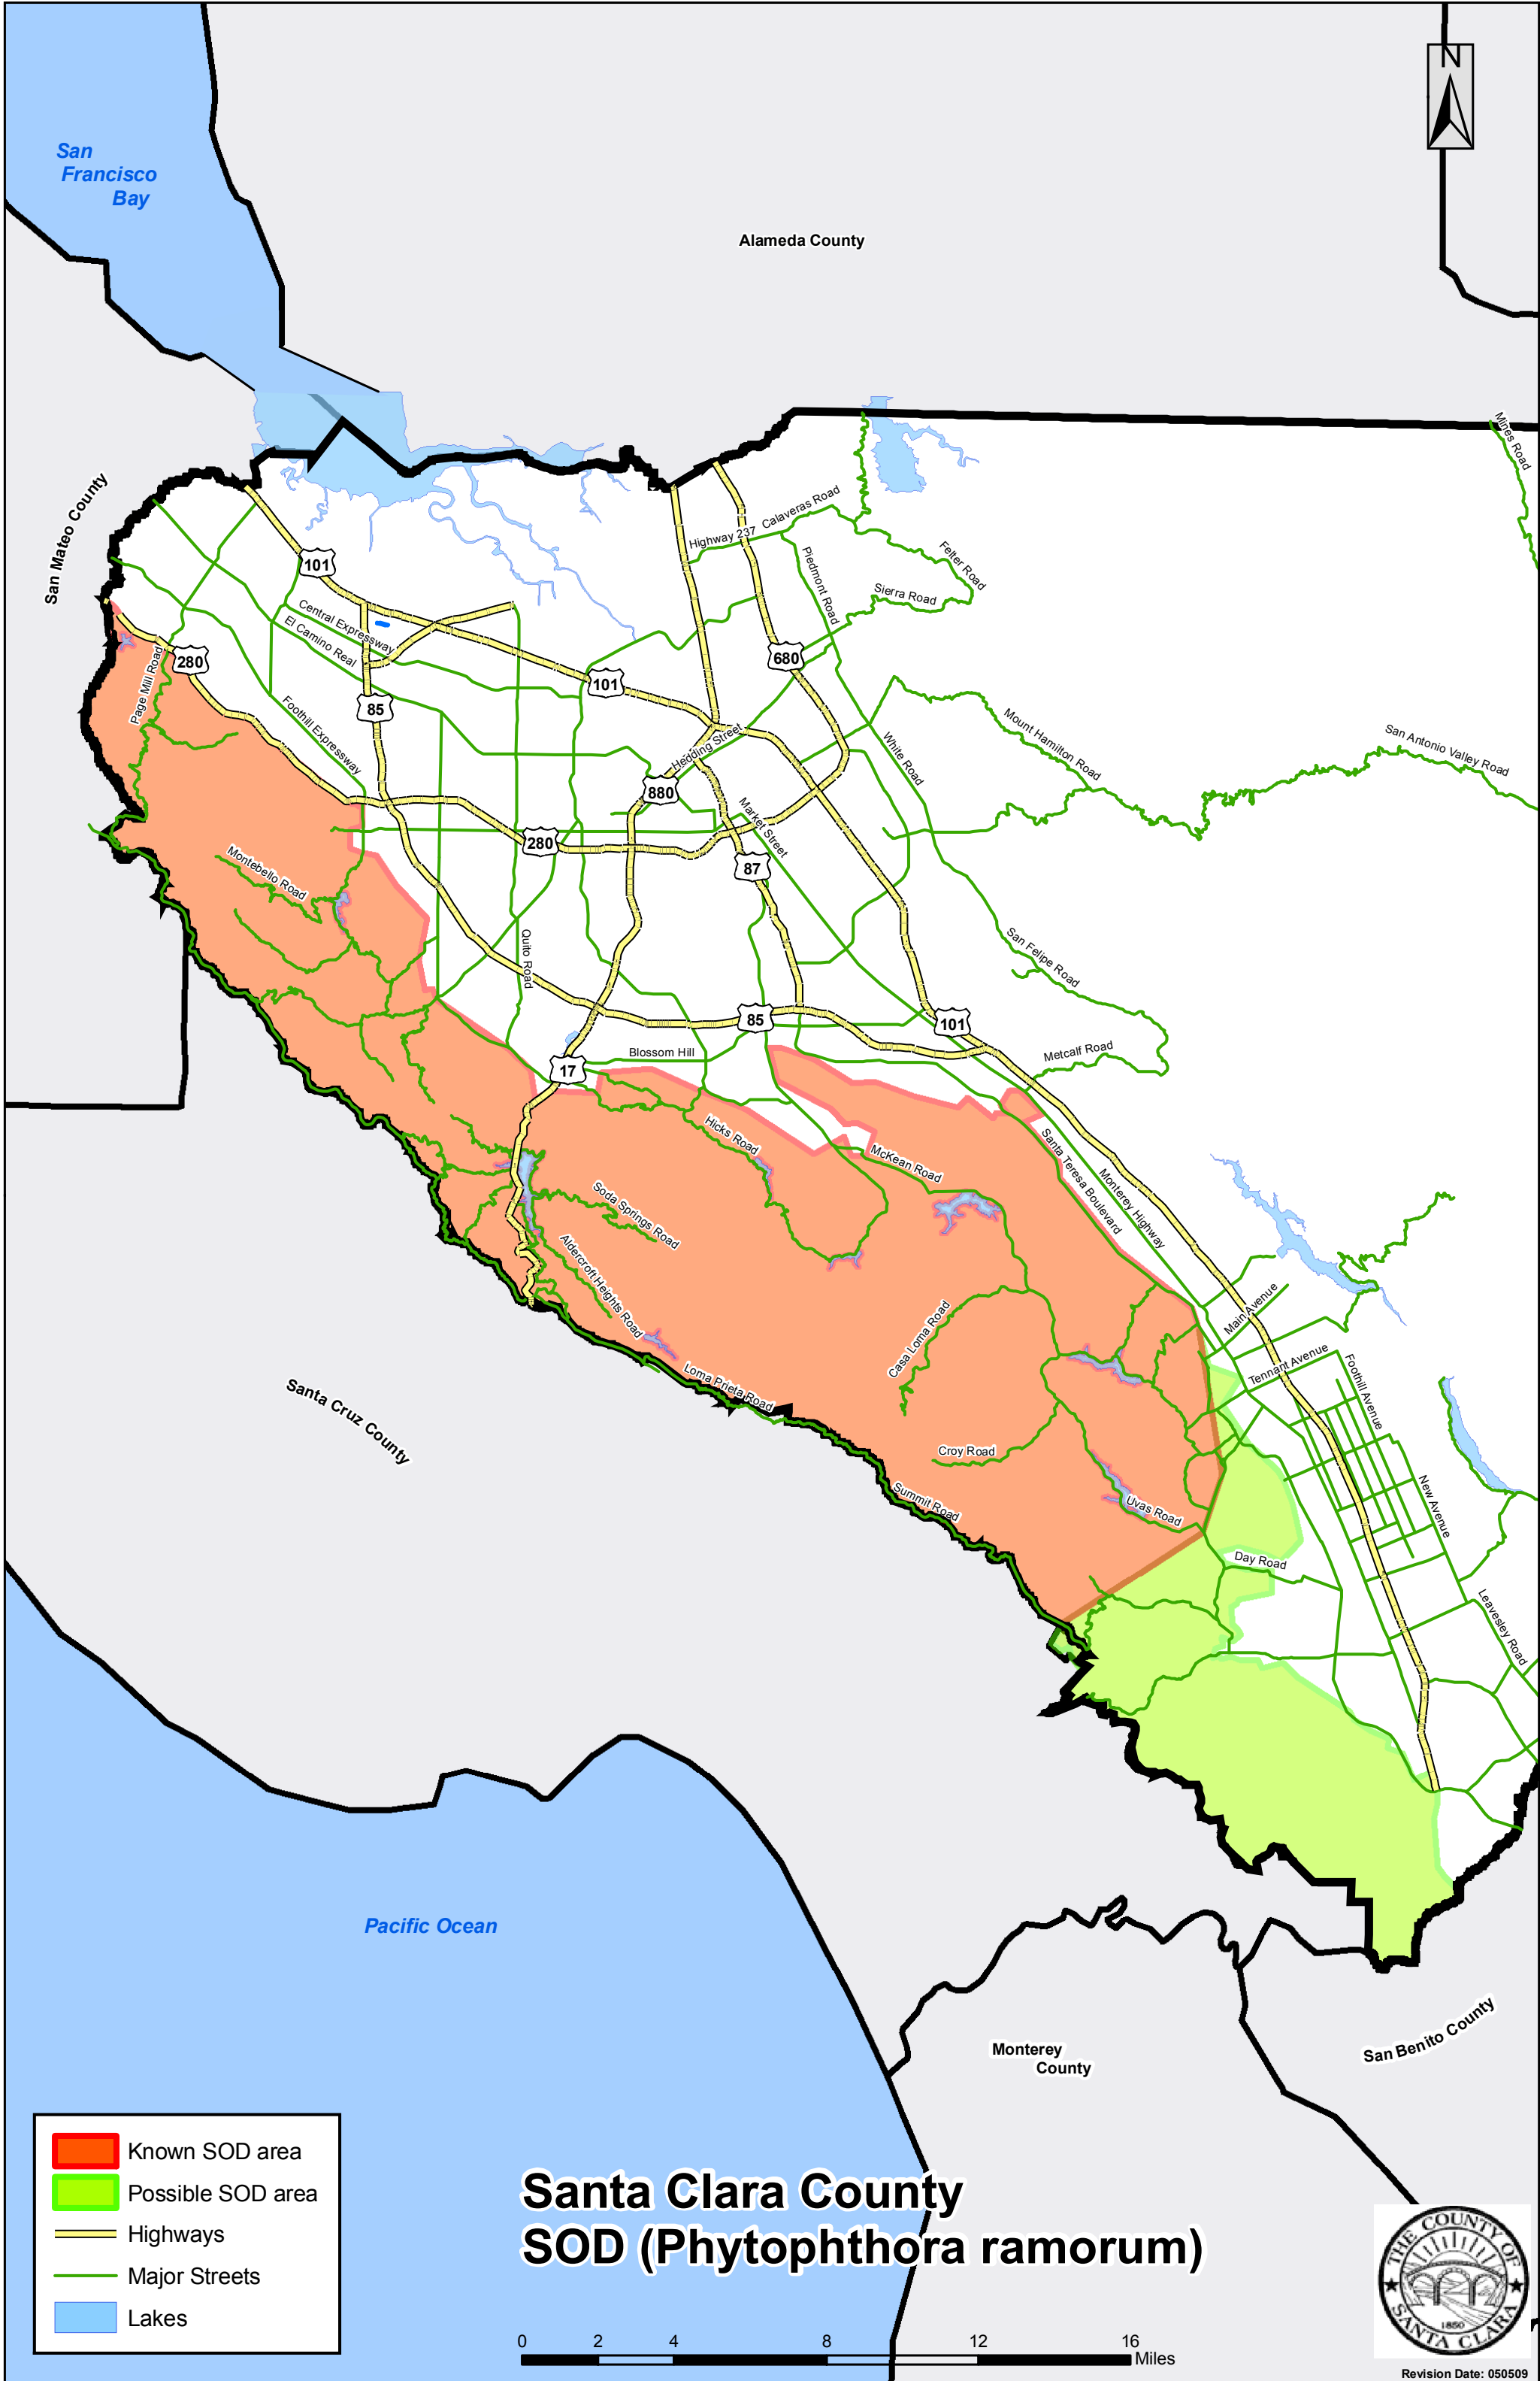 N
San
Francisco
Bay
Alameda County
San Mateo County
Mines Road
Highway 237
Calaveras Road
Felter Road
Piedmont Road
Sierra Road
101
Central Expressway
El Camino Real
280
Page Mill Road
85
Foothill Expressway
101
680
Hedding Street
880
White Road
Mount Hamilton Road
San Antonio Valley Road
Market Street
280
87
Montebello Road
Quito Road
San Felipe Road
85
101
Blossom Hill
17
Metcalf Road
Hicks Road
McKean Road
Santa Teresa Boulevard
Monterey Highway
Soda Springs Road
Aldercroft Heights Road
Casa Loma Road
Main Avenue
Tennant Avenue
Foothill Avenue
Loma Prieta Road
Santa Cruz County
Croy Road
Uvas Road
Summit Road
New Avenue
Day Road
Leavesley Road
Pacific Ocean
Monterey
County
San Benito County
Known SOD area
Possible SOD area
Highways
Major Streets
Lakes
Santa Clara County
SOD (Phytophthora ramorum)
0 2 4 8 12 16
Miles
THE COUNTY OF
SANTA CLARA
1850
Revision Date: 050509